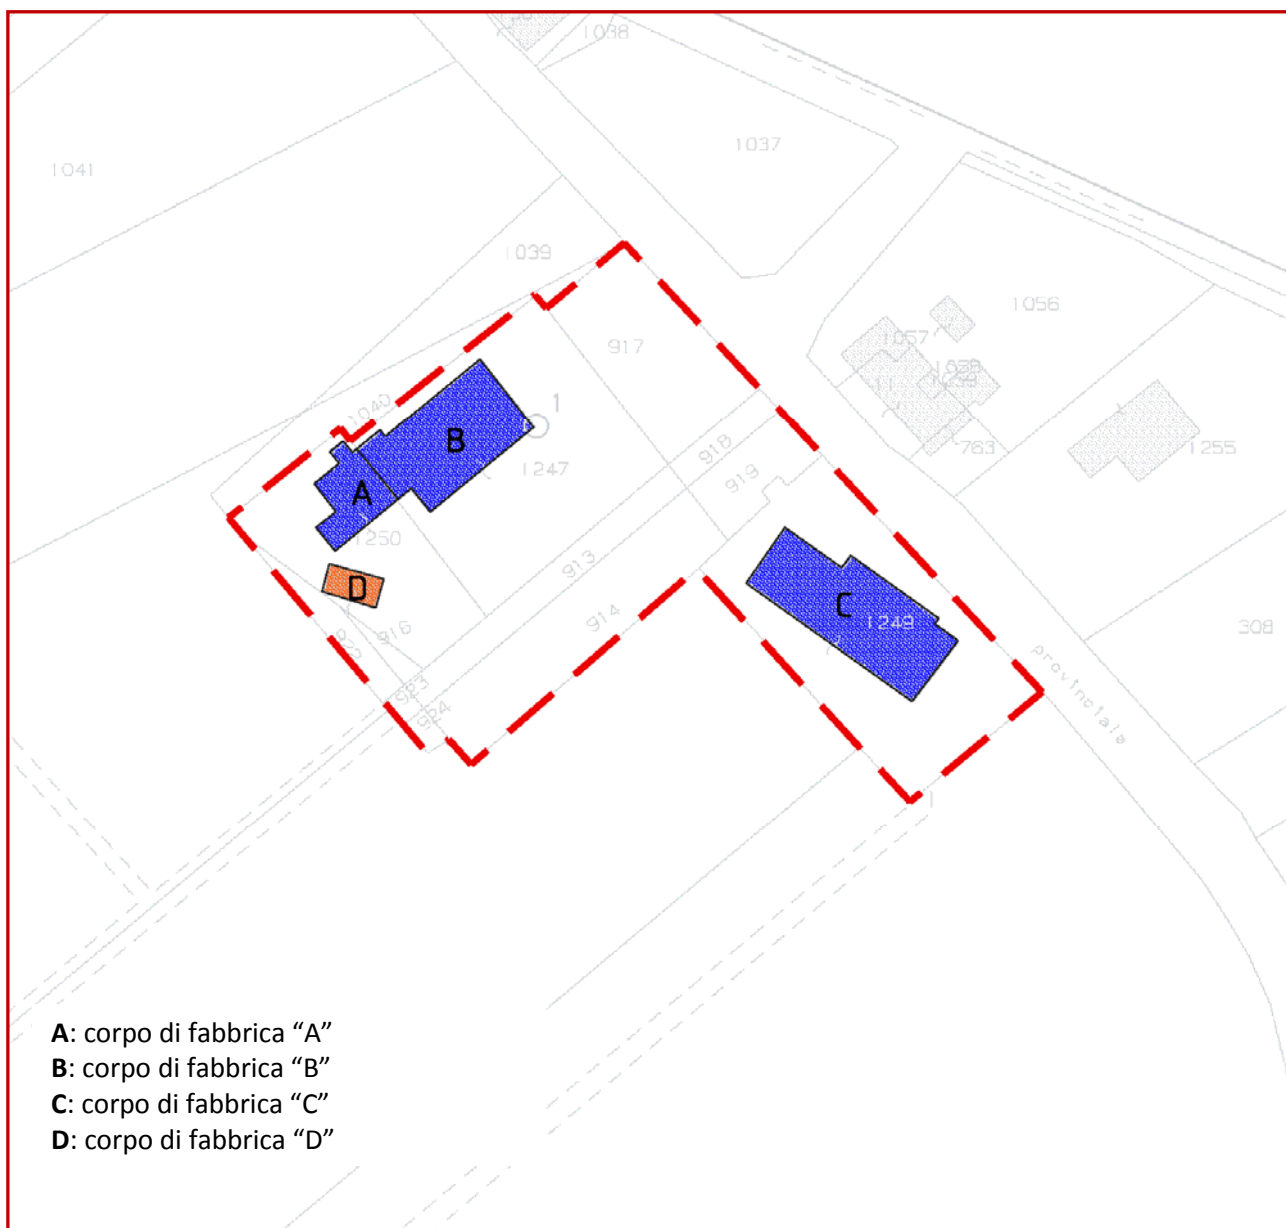 1038
1037
1041
1039
1056
1057
917
1040
1
B
918
763
1255
1247
919
A
1250
913
D
C
914
1249
916
308
provinciale
923
924
A: corpo di fabbrica “A”
B: corpo di fabbrica “B”
C: corpo di fabbrica “C”
D: corpo di fabbrica “D”